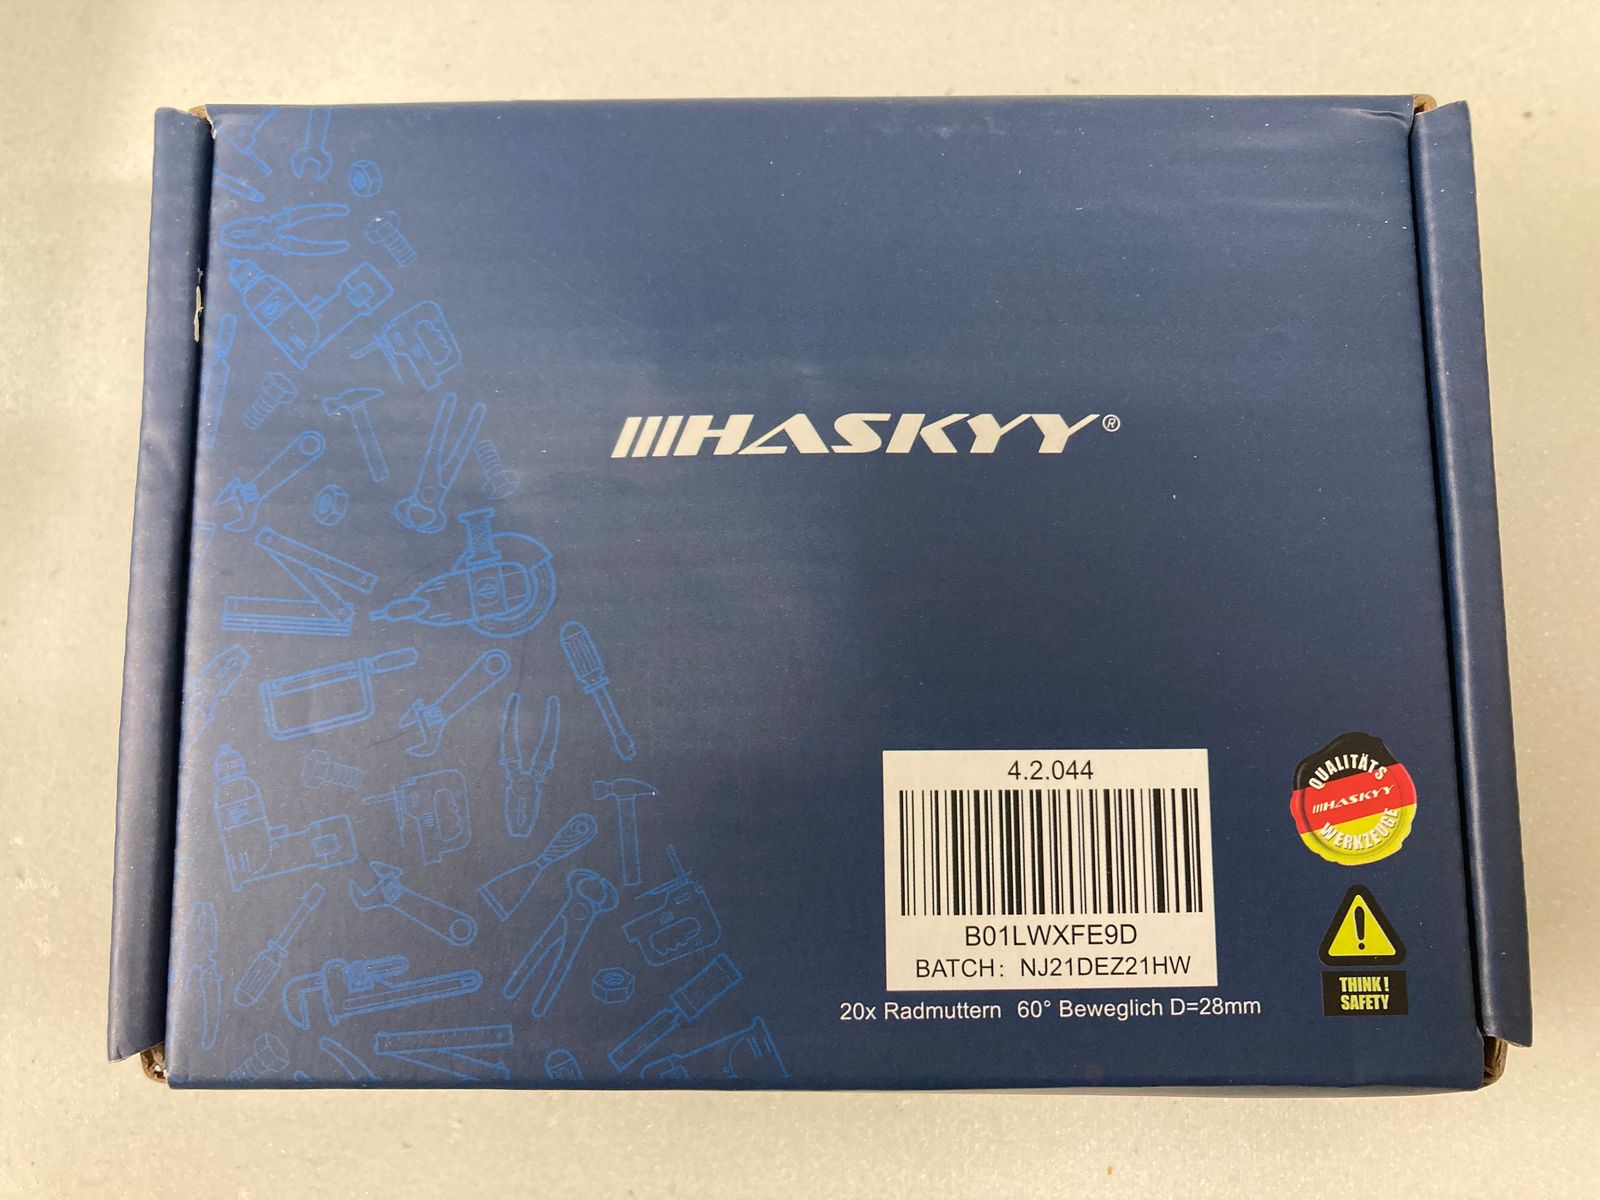 HASKYY®
4.2.044
B01LWXFE9D
BATCH: NJ21DEZ21HW
20x Radmuttern 60° Beweglich D=28mm
QUALITÄTS
HASKYY
WERKZEUGE
THINK!
SAFETY